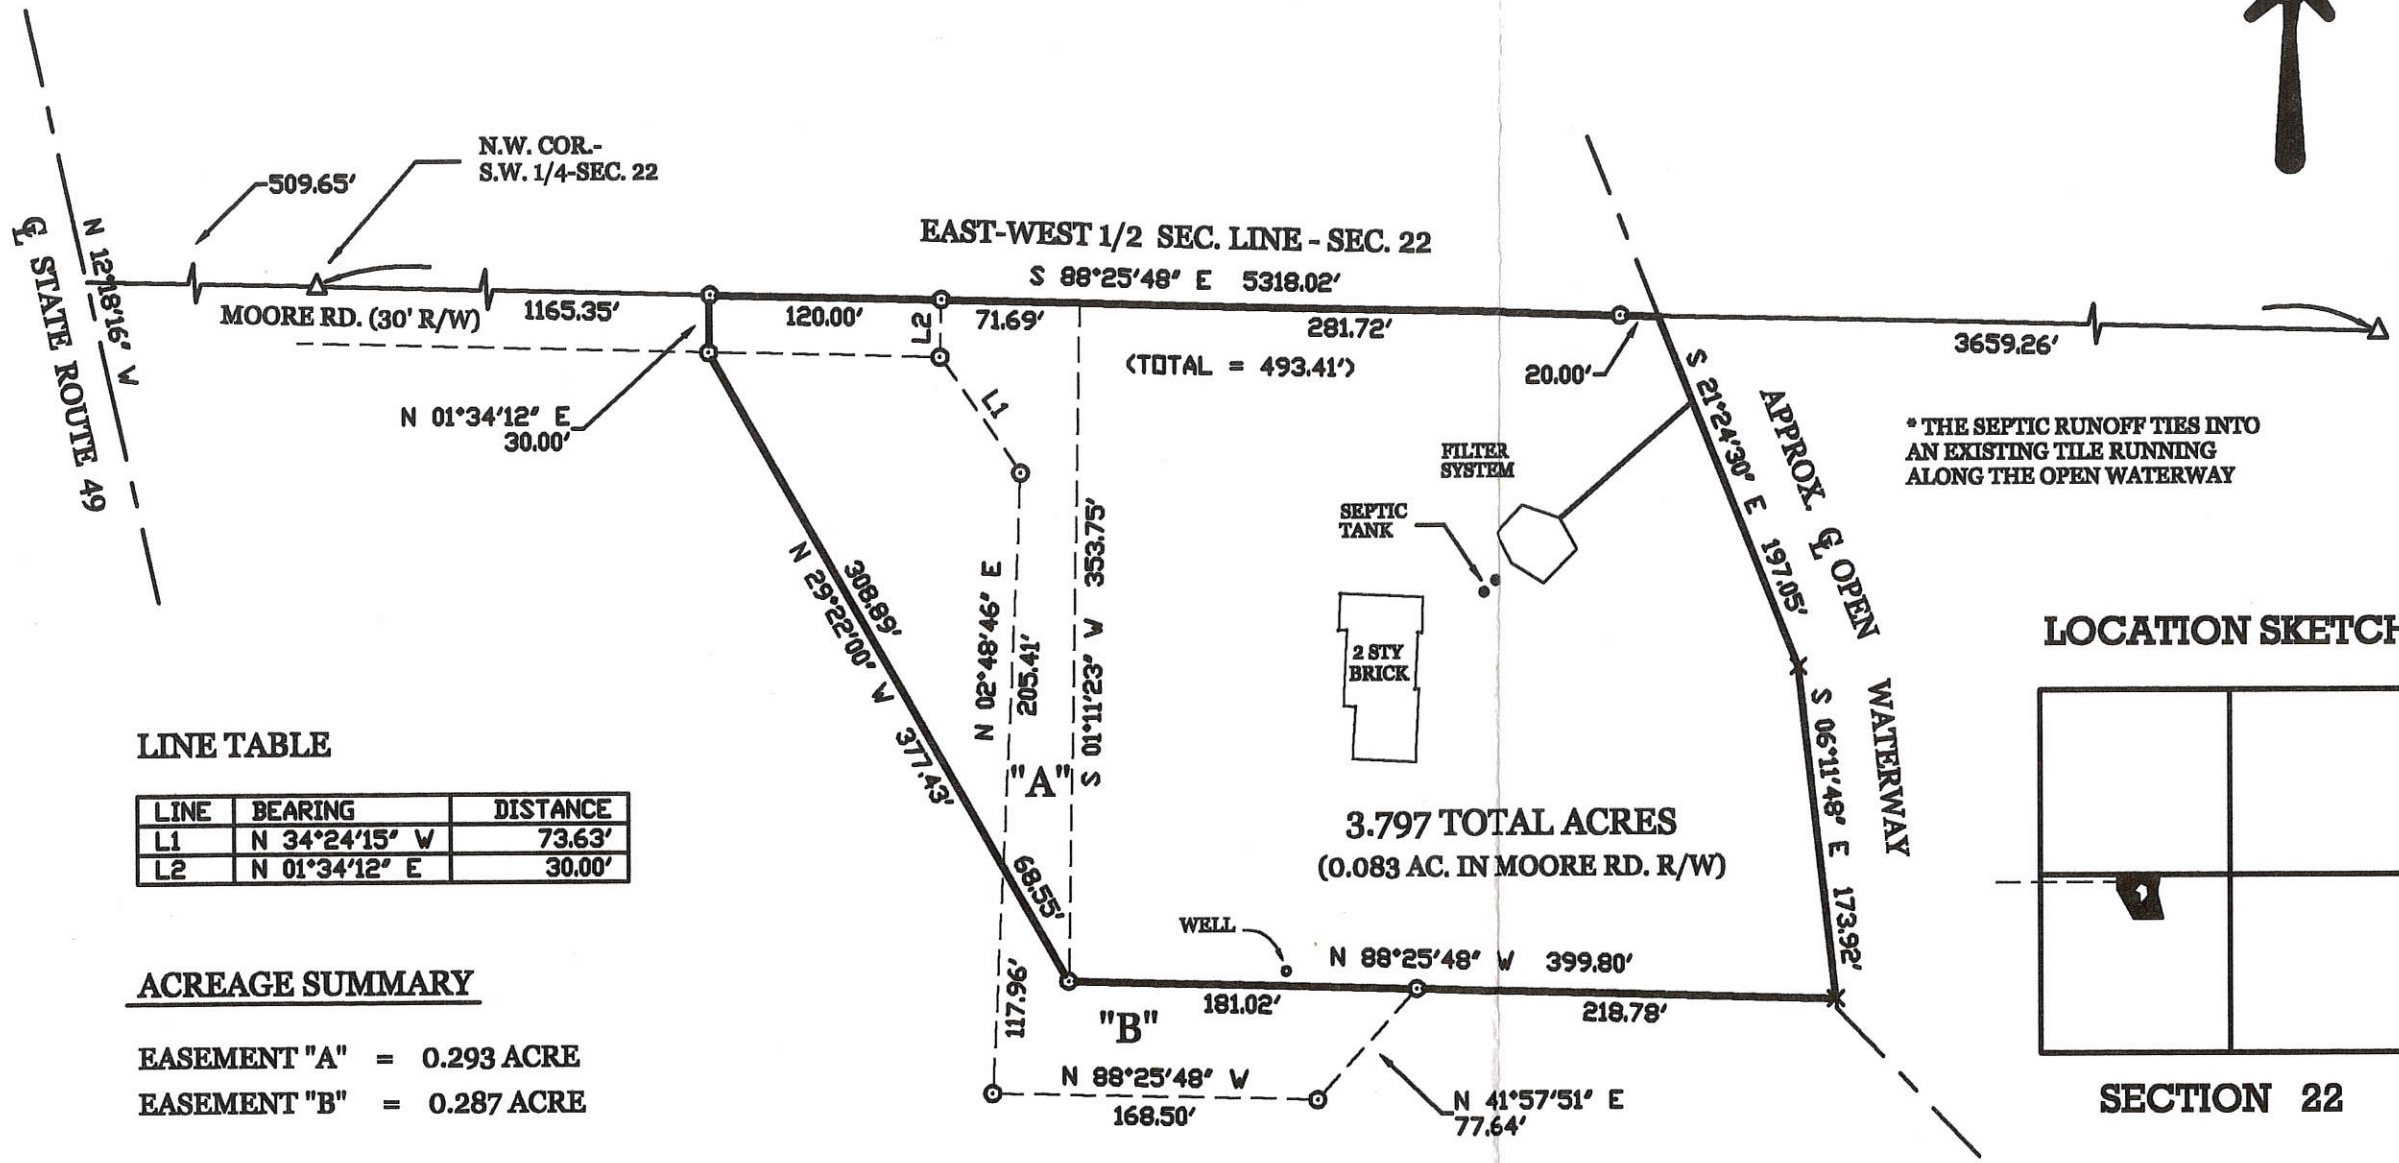 509.65'
N.W. COR.-
S.W. 1/4-SEC. 22
EAST-WEST 1/2 SEC. LINE - SEC. 22
S 88°25'48" E 5318.02'
N 12°18'16" W
℄ STATE ROUTE 49
MOORE RD. (30' R/W)
1165.35'
120.00'
L2
71.69'
281.72'
(TOTAL = 493.41')
20.00'
3659.26'
N 01°34'12" E
30.00'
L1
S 21°24'30" E 197.05'
APPROX. ℄ OPEN WATERWAY
* THE SEPTIC RUNOFF TIES INTO
AN EXISTING TILE RUNNING
ALONG THE OPEN WATERWAY
FILTER
SYSTEM
SEPTIC
TANK
308.89'
N 29°22'00" W 377.43'
68.55'
N 02°48'46" E
205.41'
S 01°11'23" W 353.75'
2 STY
BRICK
"A"
3.797 TOTAL ACRES
(0.083 AC. IN MOORE RD. R/W)
S 06°11'48" E 173.92'
WELL
N 88°25'48" W 399.80'
181.02'
218.78'
117.96'
"B"
N 88°25'48" W
168.50'
N 41°57'51" E
77.64'
LINE TABLE
LINE BEARING DISTANCE
L1 N 34°24'15" W 73.63'
L2 N 01°34'12" E 30.00'
ACREAGE SUMMARY
EASEMENT "A" = 0.293 ACRE
EASEMENT "B" = 0.287 ACRE
LOCATION SKETCH
SECTION 22